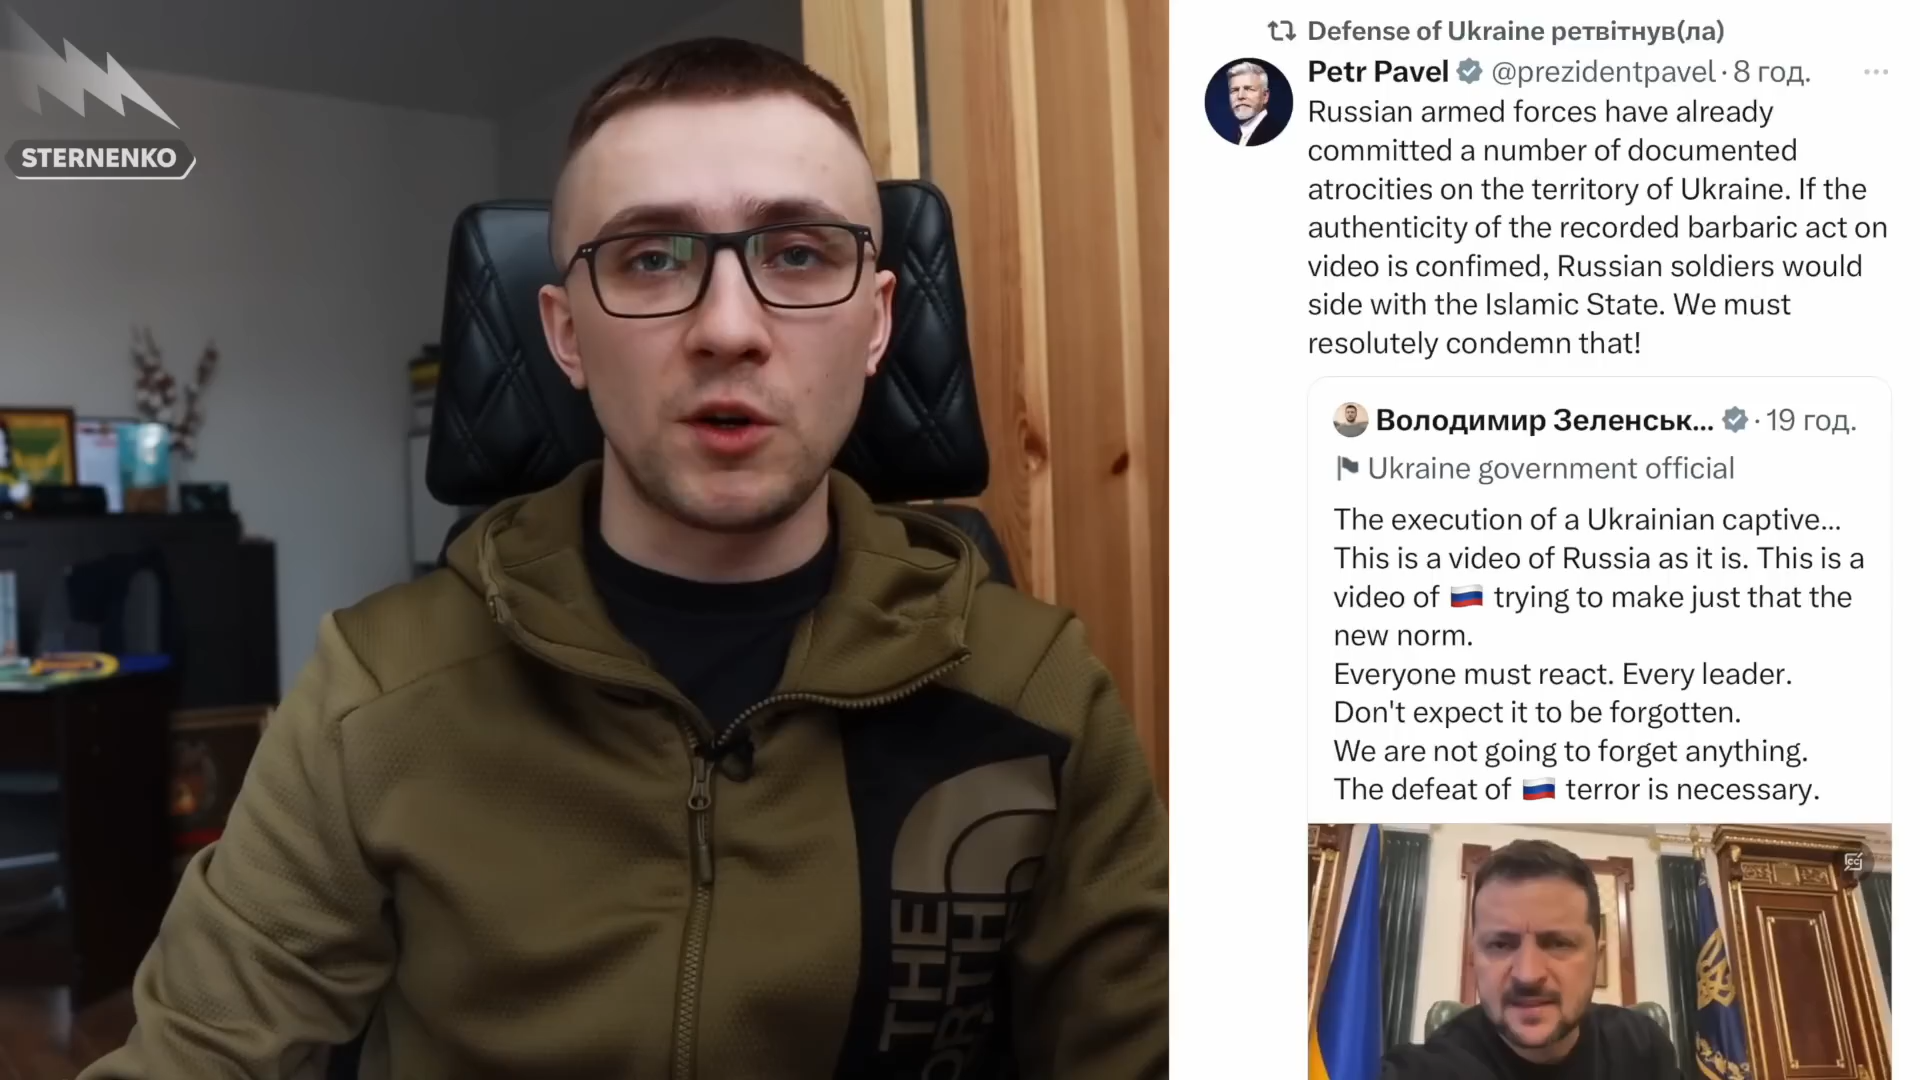 STERNENKO
THE
NORTH
Defense of Ukraine ретвітнув(ла)
Petr Pavel @prezidentpavel · 8 год.
Russian armed forces have already
committed a number of documented
atrocities on the territory of Ukraine. If the
authenticity of the recorded barbaric act on
video is confimed, Russian soldiers would
side with the Islamic State. We must
resolutely condemn that!
Володимир Зеленськ... · 19 год.
Ukraine government official
The execution of a Ukrainian captive...
This is a video of Russia as it is. This is a
video of 🇷🇺 trying to make just that the
new norm.
Everyone must react. Every leader.
Don't expect it to be forgotten.
We are not going to forget anything.
The defeat of 🇷🇺 terror is necessary.